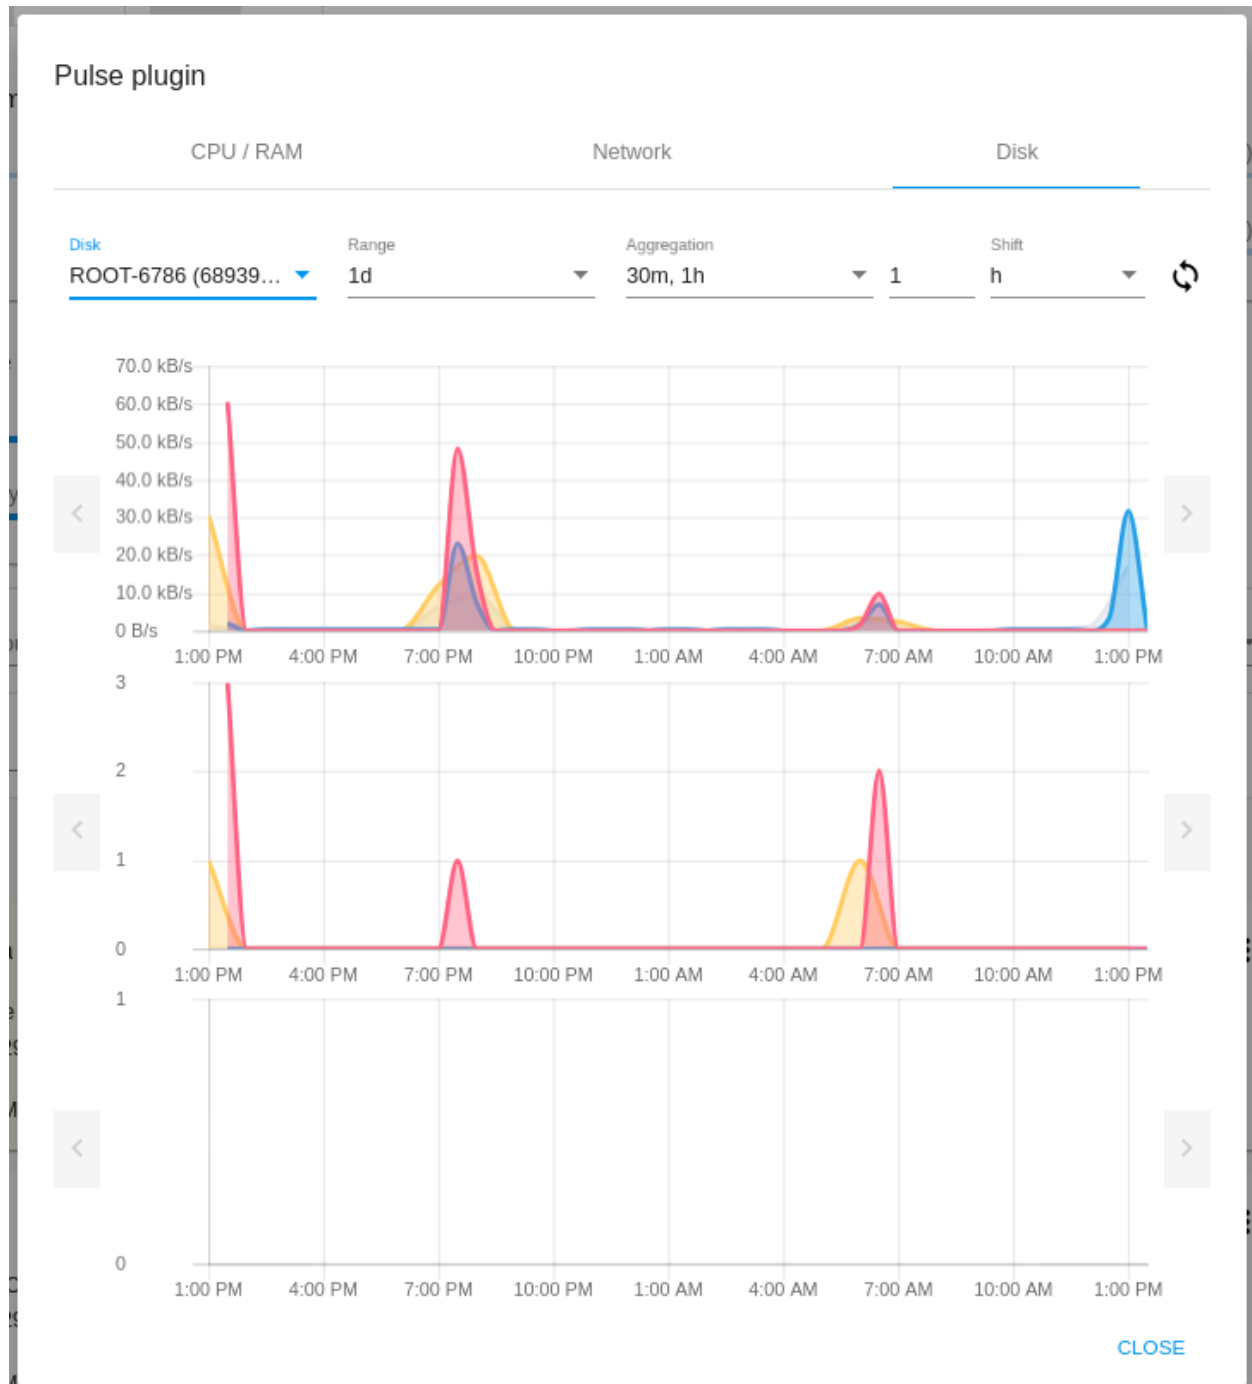 Pulse plugin
CPU / RAM Network Disk
Disk Range Aggregation Shift
ROOT-6786 (68939... 1d 30m, 1h 1 h
70.0 kB/s
60.0 kB/s
50.0 kB/s
40.0 kB/s
30.0 kB/s
20.0 kB/s
10.0 kB/s
0 B/s
1:00 PM 4:00 PM 7:00 PM 10:00 PM 1:00 AM 4:00 AM 7:00 AM 10:00 AM 1:00 PM
3
2
1
0
1:00 PM 4:00 PM 7:00 PM 10:00 PM 1:00 AM 4:00 AM 7:00 AM 10:00 AM 1:00 PM
1
0
1:00 PM 4:00 PM 7:00 PM 10:00 PM 1:00 AM 4:00 AM 7:00 AM 10:00 AM 1:00 PM
CLOSE